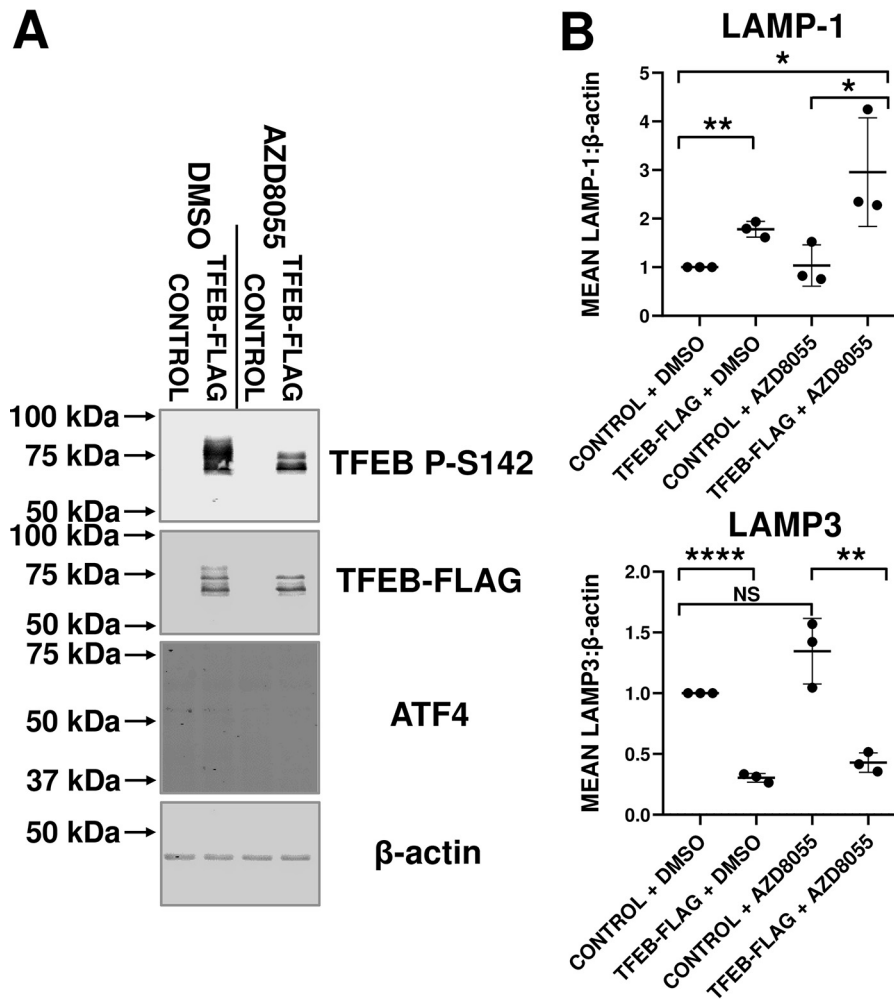 A
DMSO
AZD8055
CONTROL
TFEB-FLAG
CONTROL
TFEB-FLAG
100 kDa
75 kDa
50 kDa
TFEB P-S142
100 kDa
75 kDa
50 kDa
TFEB-FLAG
75 kDa
50 kDa
37 kDa
ATF4
50 kDa
β-actin
B
LAMP-1
MEAN LAMP-1:β-actin
5
4
3
2
1
0
*
*
**
CONTROL + DMSO
TFEB-FLAG + DMSO
CONTROL + AZD8055
TFEB-FLAG + AZD8055
LAMP3
MEAN LAMP3:β-actin
2.0
1.5
1.0
0.5
0.0
****
**
NS
CONTROL + DMSO
TFEB-FLAG + DMSO
CONTROL + AZD8055
TFEB-FLAG + AZD8055